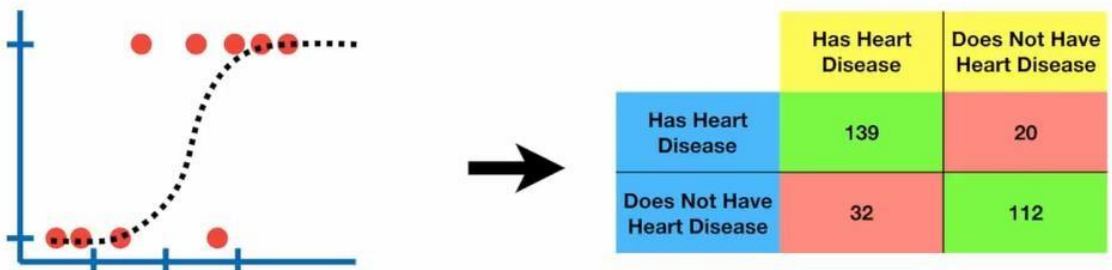 Has Heart
Disease
Does Not Have
Heart Disease
Has Heart
Disease
139
20
Does Not Have
Heart Disease
32
112